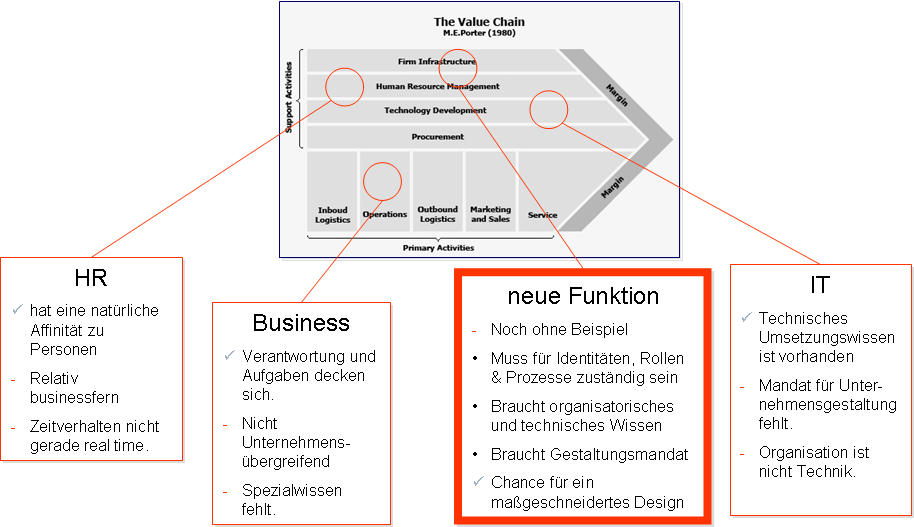 The Value Chain
M.E.Porter (1980)
Support Activities
Firm Infrastructure
Human Resource Management
Technology Development
Procurement
Margin
Margin
Inboud
Logistics
Operations
Outbound
Logistics
Marketing
and Sales
Service
Primary Activities
HR
✓ hat eine natürliche
Affinität zu
Personen
- Relativ
businessfern
- Zeitverhalten nicht
gerade real time.
Business
✓ Verantwortung und
Aufgaben decken
sich.
- Nicht
Unternehmens-
übergreifend
- Spezialwissen
fehlt.
neue Funktion
- Noch ohne Beispiel
• Muss für Identitäten, Rollen
& Prozesse zuständig sein
• Braucht organisatorisches
und technisches Wissen
• Braucht Gestaltungsmandat
✓ Chance für ein
maßgeschneidertes Design
IT
✓ Technisches
Umsetzungswissen
ist vorhanden
- Mandat für Unter-
nehmensgestaltung
fehlt.
- Organisation ist
nicht Technik.